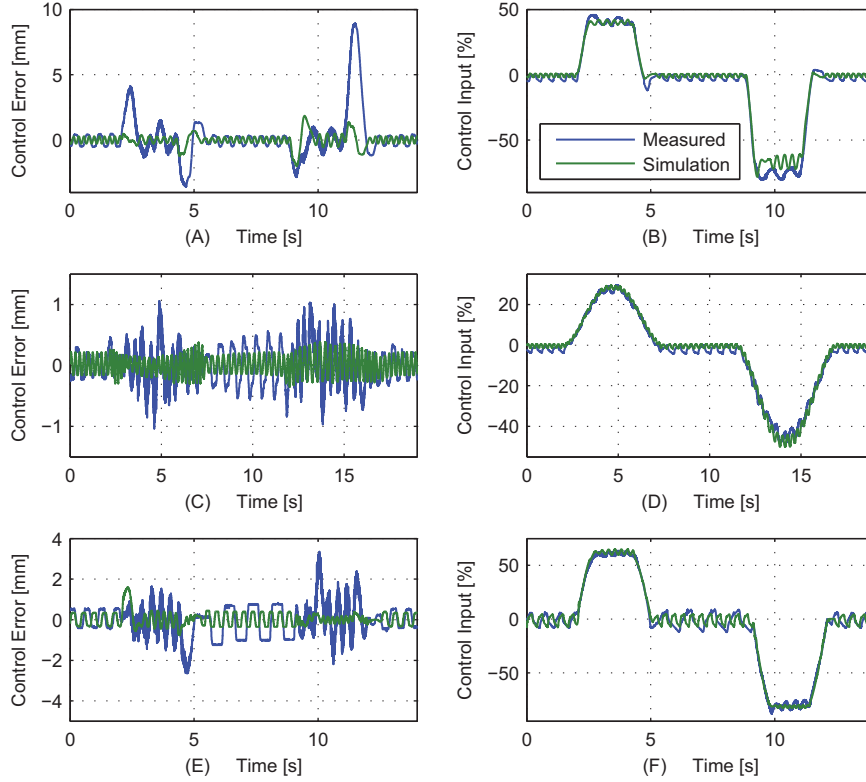 10
5
0
Control Error [mm]
0
5
10
(A) Time [s]
50
0
−50
Control Input [%]
Measured
Simulation
0
5
10
(B) Time [s]
1
0
−1
Control Error [mm]
0
5
10
15
(C) Time [s]
20
0
−20
−40
Control Input [%]
0
5
10
15
(D) Time [s]
4
2
0
−2
−4
Control Error [mm]
0
5
10
(E) Time [s]
50
0
−50
Control Input [%]
0
5
10
(F) Time [s]